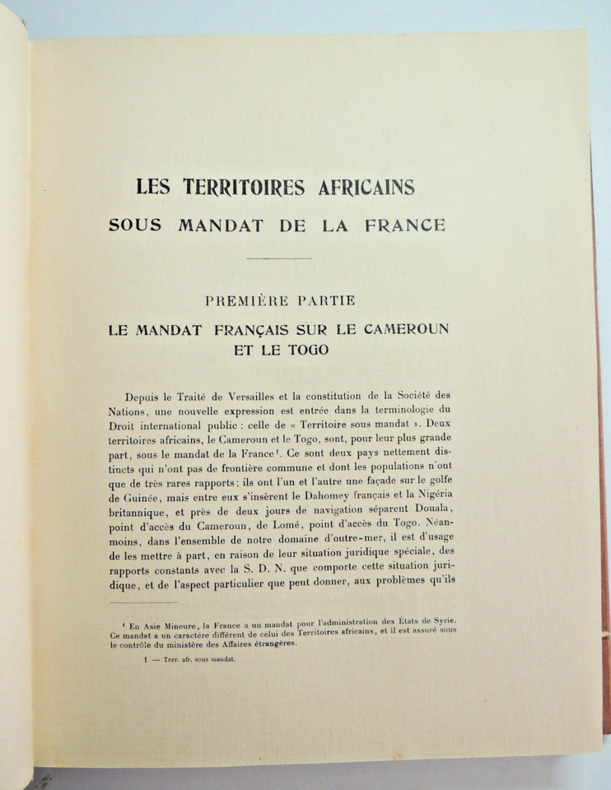 LES TERRITOIRES AFRICAINS
SOUS MANDAT DE LA FRANCE
PREMIÈRE PARTIE
LE MANDAT FRANÇAIS SUR LE CAMEROUN
ET LE TOGO
Depuis le Traité de Versailles et la constitution de la Société des
Nations, une nouvelle expression est entrée dans la terminologie du
Droit international public : celle de « Territoire sous mandat ». Deux
territoires africains, le Cameroun et le Togo, sont, pour leur plus grande
part, sous le mandat de la France¹. Ce sont deux pays nettement dis-
tincts qui n'ont pas de frontière commune et dont les populations n'ont
que de très rares rapports : ils ont l'un et l'autre une façade sur le golfe
de Guinée, mais entre eux s'insèrent le Dahomey français et la Nigéria
britannique, et près de deux jours de navigation séparent Douala,
point d'accès du Cameroun, de Lomé, point d'accès du Togo. Néan-
moins, dans l'ensemble de notre domaine d'outre-mer, il est d'usage
de les mettre à part, en raison de leur situation juridique spéciale, des
rapports constants avec la S. D. N. que comporte cette situation juri-
dique, et de l'aspect particulier que peut donner, aux problèmes qu'ils
¹ En Asie Mineure, la France a un mandat pour l'administration des États de Syrie.
Ce mandat a un caractère différent de celui des Territoires africains, et il est assuré sous
le contrôle du ministère des Affaires étrangères.
1 — Terr. afr. sous mandat.